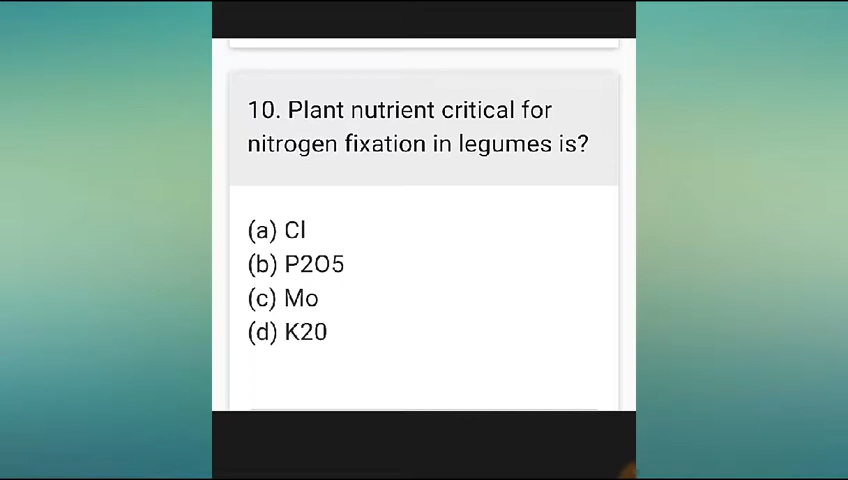 10. Plant nutrient critical for
nitrogen fixation in legumes is?
(a) Cl
(b) P2O5
(c) Mo
(d) K20